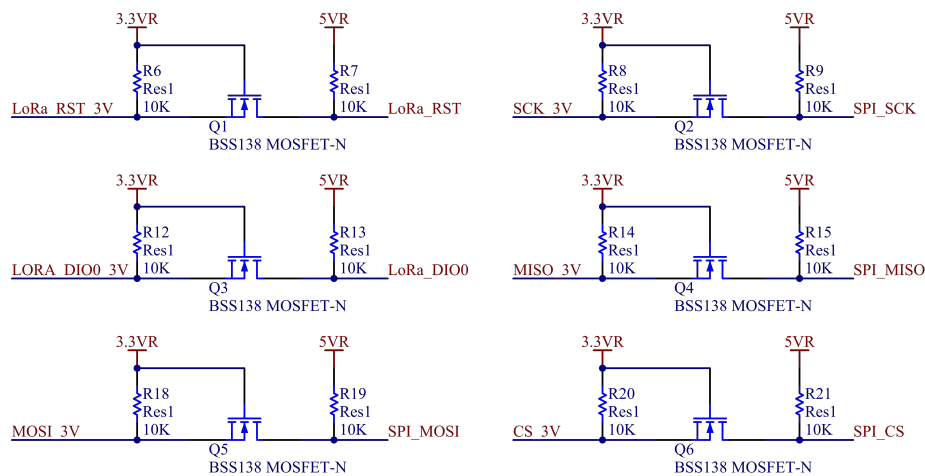 3.3VR
5VR
R6
Res1
10K
R7
Res1
10K
LoRa_RST_3V
LoRa_RST
Q1
BSS138 MOSFET-N
3.3VR
5VR
R8
Res1
10K
R9
Res1
10K
SCK_3V
SPI_SCK
Q2
BSS138 MOSFET-N
3.3VR
5VR
R12
Res1
10K
R13
Res1
10K
LORA_DIO0_3V
LoRa_DIO0
Q3
BSS138 MOSFET-N
3.3VR
5VR
R14
Res1
10K
R15
Res1
10K
MISO_3V
SPI_MISO
Q4
BSS138 MOSFET-N
3.3VR
5VR
R18
Res1
10K
R19
Res1
10K
MOSI_3V
SPI_MOSI
Q5
BSS138 MOSFET-N
3.3VR
5VR
R20
Res1
10K
R21
Res1
10K
CS_3V
SPI_CS
Q6
BSS138 MOSFET-N